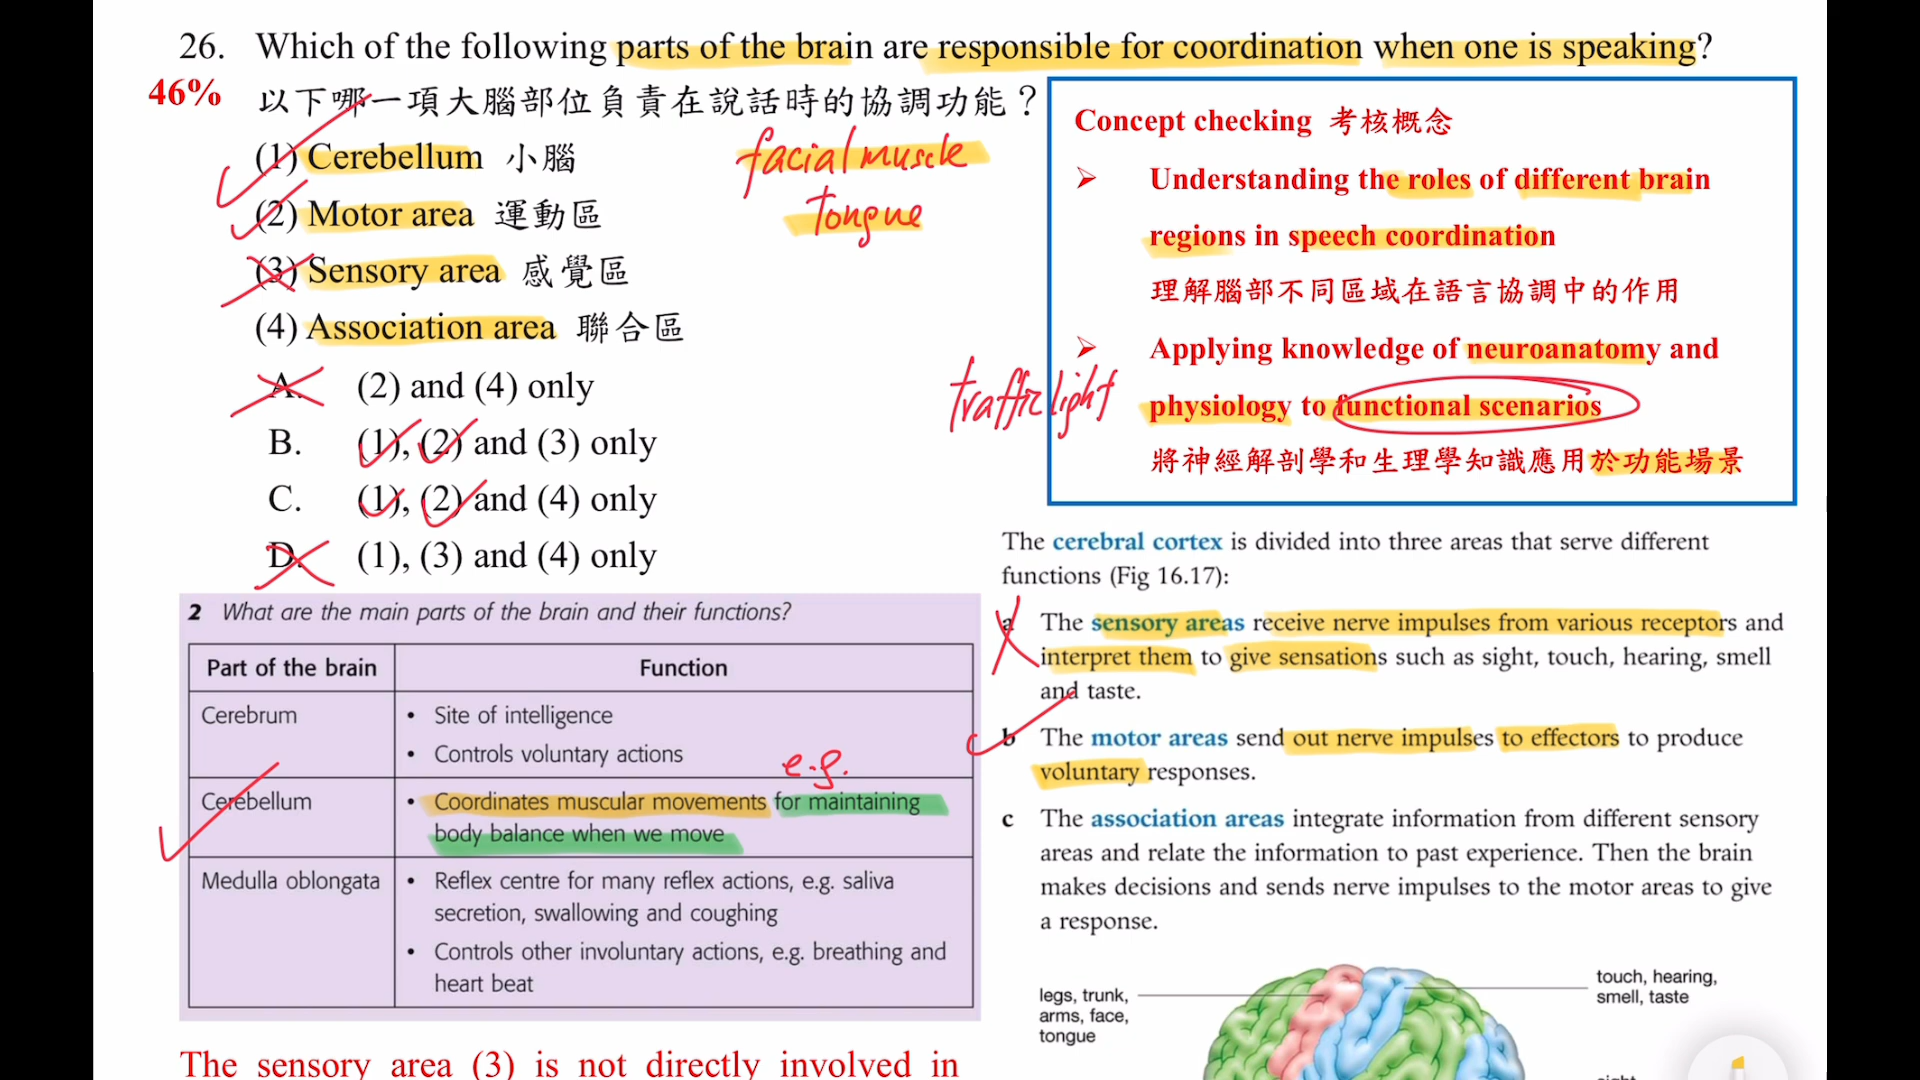 26. Which of the following parts of the brain are responsible for coordination when one is speaking?
46%
以下哪一項大腦部位負責在說話時的協調功能？
(1) Cerebellum 小腦
(2) Motor area 運動區
(3) Sensory area 感覺區
(4) Association area 聯合區
facial muscle
tongue
A. (2) and (4) only
B. (1), (2) and (3) only
C. (1), (2) and (4) only
D. (1), (3) and (4) only
Concept checking 考核概念
➢ Understanding the roles of different brain
regions in speech coordination
理解腦部不同區域在語言協調中的作用
➢ Applying knowledge of neuroanatomy and
physiology to functional scenarios
將神經解剖學和生理學知識應用於功能場景
traffic light
2 What are the main parts of the brain and their functions?
Part of the brain Function
Cerebrum • Site of intelligence
• Controls voluntary actions
e.g.
Cerebellum • Coordinates muscular movements for maintaining
body balance when we move
Medulla oblongata • Reflex centre for many reflex actions, e.g. saliva
secretion, swallowing and coughing
• Controls other involuntary actions, e.g. breathing and
heart beat
The sensory area (3) is not directly involved in
The cerebral cortex is divided into three areas that serve different
functions (Fig 16.17):
a The sensory areas receive nerve impulses from various receptors and
interpret them to give sensations such as sight, touch, hearing, smell
and taste.
b The motor areas send out nerve impulses to effectors to produce
voluntary responses.
c The association areas integrate information from different sensory
areas and relate the information to past experience. Then the brain
makes decisions and sends nerve impulses to the motor areas to give
a response.
legs, trunk,
arms, face,
tongue
touch, hearing,
smell, taste